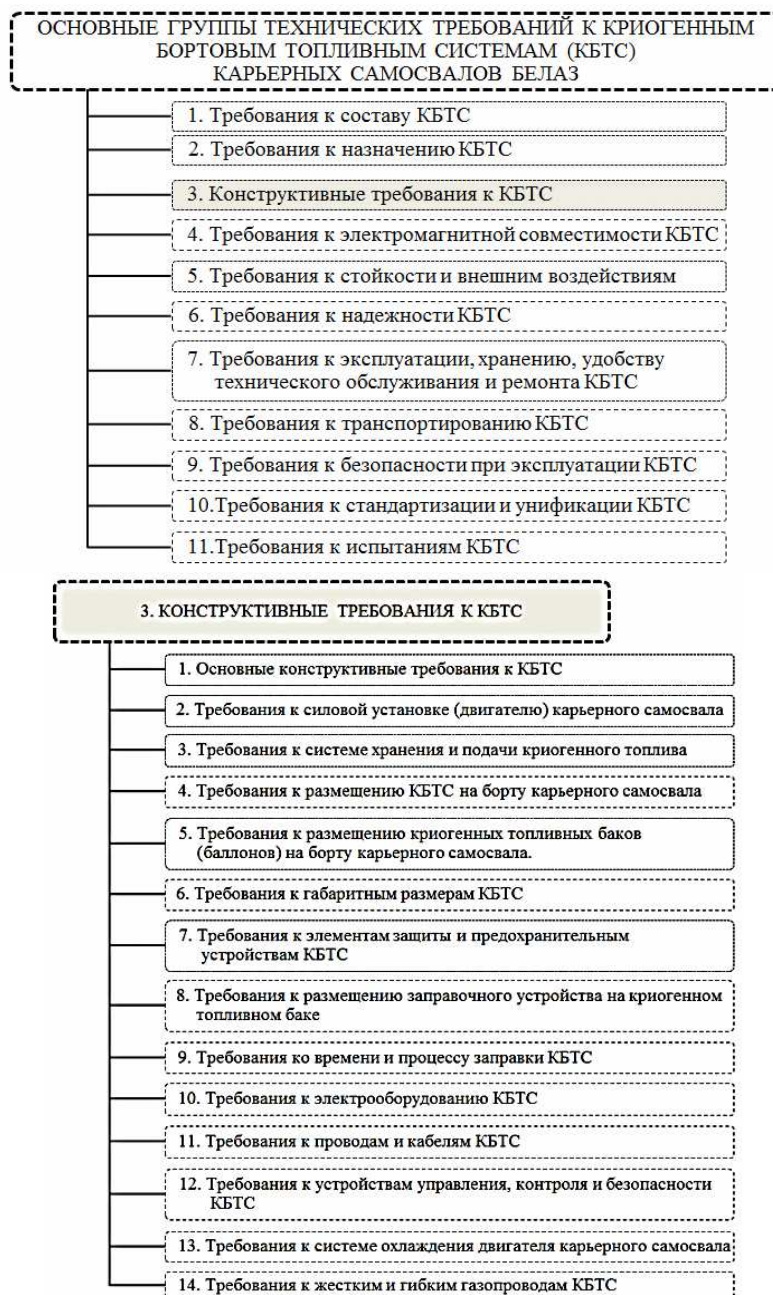 ОСНОВНЫЕ ГРУППЫ ТЕХНИЧЕСКИХ ТРЕБОВАНИЙ К КРИОГЕННЫМ
БОРТОВЫМ ТОПЛИВНЫМ СИСТЕМАМ (КБТС)
КАРЬЕРНЫХ САМОСВАЛОВ БЕЛАЗ
1. Требования к составу КБТС
2. Требования к назначению КБТС
3. Конструктивные требования к КБТС
4. Требования к электромагнитной совместимости КБТС
5. Требования к стойкости и внешним воздействиям
6. Требования к надежности КБТС
7. Требования к эксплуатации, хранению, удобству
технического обслуживания и ремонта КБТС
8. Требования к транспортированию КБТС
9. Требования к безопасности при эксплуатации КБТС
10.Требования к стандартизации и унификации КБТС
11.Требования к испытаниям КБТС
3. КОНСТРУКТИВНЫЕ ТРЕБОВАНИЯ К КБТС
1. Основные конструктивные требования к КБТС
2. Требования к силовой установке (двигателю) карьерного самосвала
3. Требования к системе хранения и подачи криогенного топлива
4. Требования к размещению КБТС на борту карьерного самосвала
5. Требования к размещению криогенных топливных баков
(баллонов) на борту карьерного самосвала.
6. Требования к габаритным размерам КБТС
7. Требования к элементам защиты и предохранительным
устройствам КБТС
8. Требования к размещению заправочного устройства на криогенном
топливном баке
9. Требования ко времени и процессу заправки КБТС
10. Требования к электрооборудованию КБТС
11. Требования к проводам и кабелям КБТС
12. Требования к устройствам управления, контроля и безопасности
КБТС
13. Требования к системе охлаждения двигателя карьерного самосвала
14. Требования к жестким и гибким газопроводам КБТС